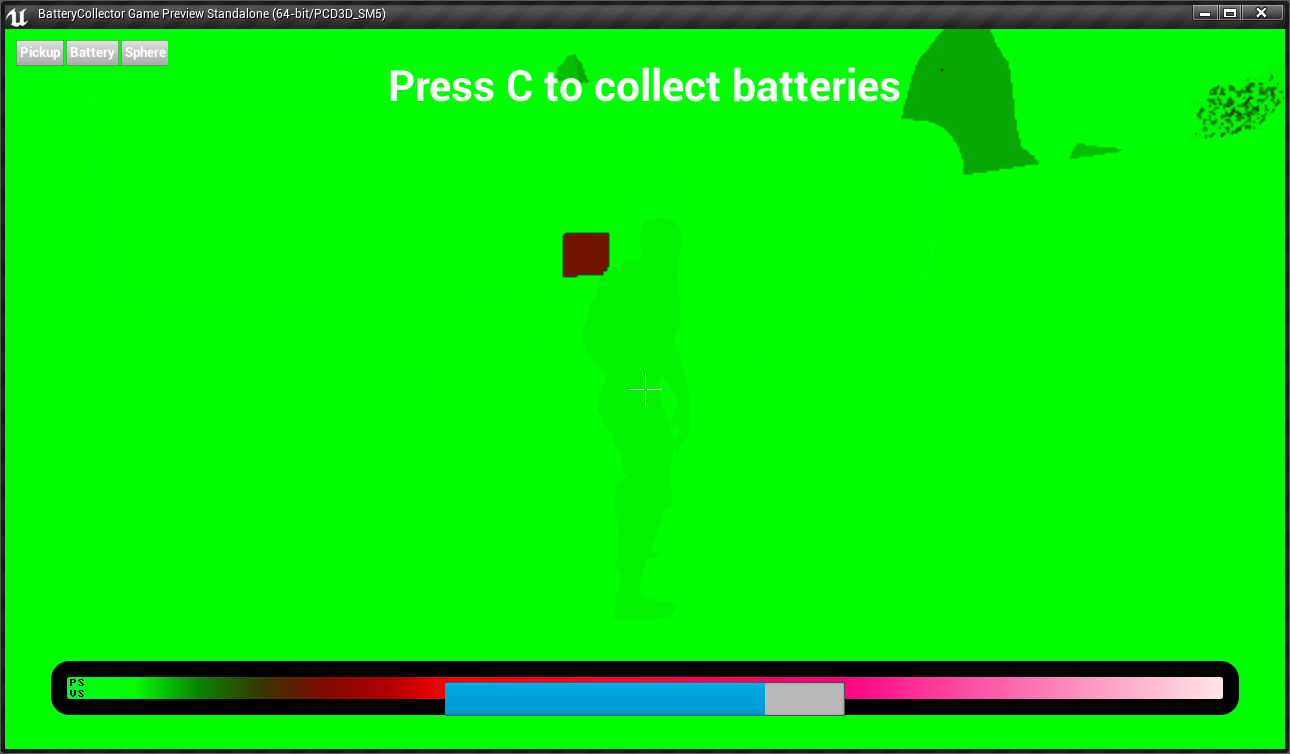 BatteryCollector Game Preview Standalone (64-bit/PCD3D_SM5)
Pickup Battery Sphere
Press C to collect batteries
PS
VS